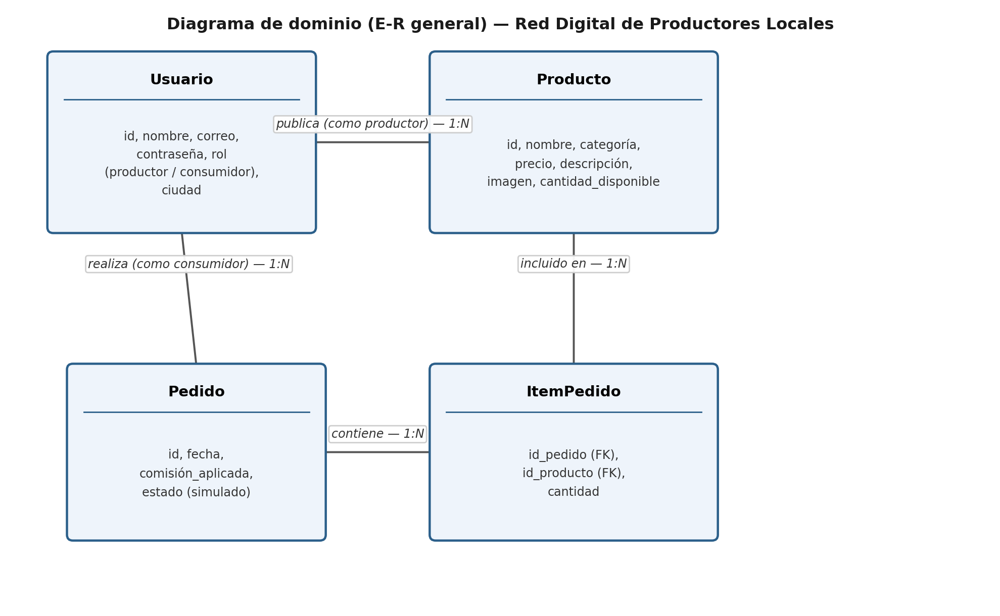 Diagrama de dominio (E-R general) — Red Digital de Productores Locales
Usuario
id, nombre, correo,
contraseña, rol
(productor / consumidor),
ciudad
publica (como productor) — 1:N
Producto
id, nombre, categoría,
precio, descripción,
imagen, cantidad_disponible
realiza (como consumidor) — 1:N
incluido en — 1:N
Pedido
id, fecha,
comisión_aplicada,
estado (simulado)
contiene — 1:N
ItemPedido
id_pedido (FK),
id_producto (FK),
cantidad